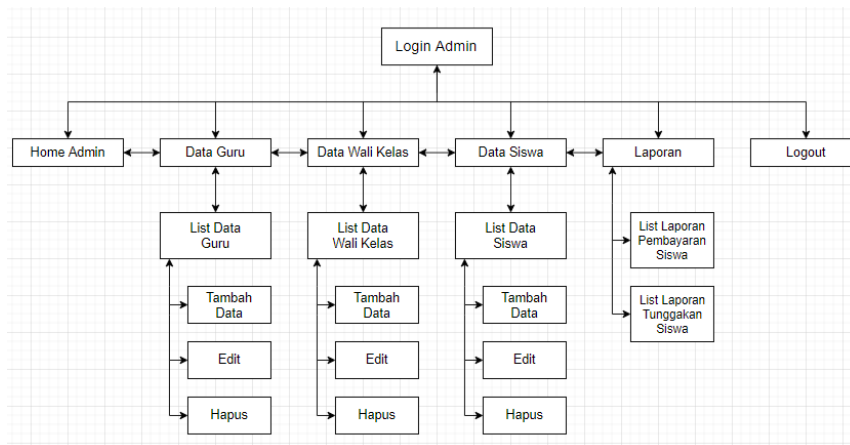 Login Admin
Home Admin
Data Guru
Data Wali Kelas
Data Siswa
Laporan
Logout
List Data
Guru
List Data
Wali Kelas
List Data
Siswa
List Laporan
Pembayaran
Siswa
Tambah
Data
Tambah
Data
Tambah
Data
List Laporan
Tunggakan
Siswa
Edit
Edit
Edit
Hapus
Hapus
Hapus